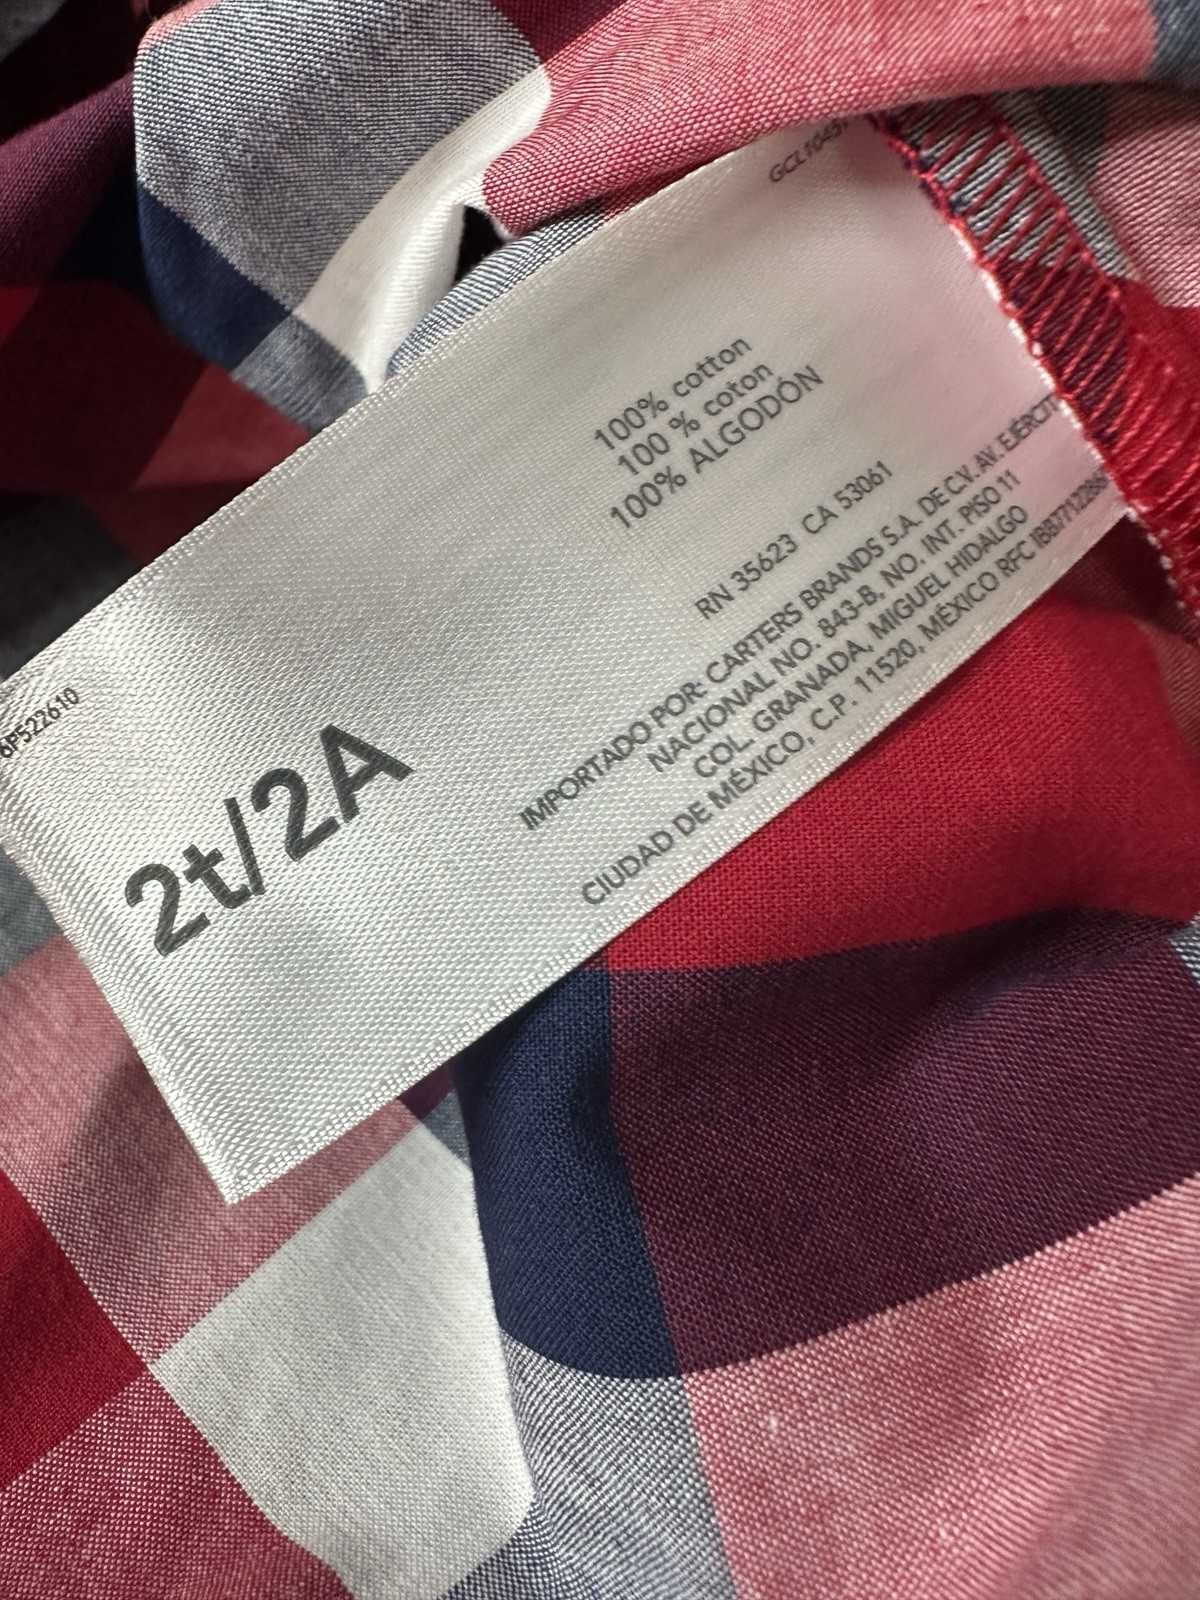 100% cotton
100 % coton
100% ALGODÓN
RN 35623 CA 53061
IMPORTADO POR: CARTERS BRANDS S.A. DE C.V. AV.
NACIONAL NO. 843-B, NO. INT. PISO 11
COL. GRANADA, MIGUEL HIDALGO
CIUDAD DE MÉXICO, C.P. 11520, MÉXICO RFC
2t/2A
6P522610